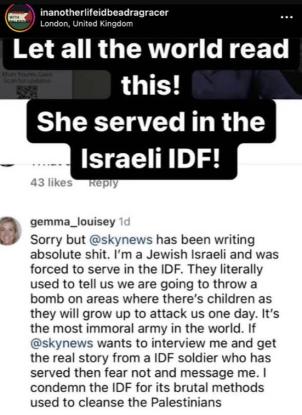 inanotherlifeidbeadragracer
London, United Kingdom
Let all the world read
this!
She served in the
Israeli IDF!
43 likes Reply
gemma_louisey 1d
Sorry but @skynews has been writing
absolute shit. I'm a Jewish Israeli and was
forced to serve in the IDF. They literally
used to tell us we are going to throw a
bomb on areas where there's children as
they will grow up to attack us one day. It's
the most immoral army in the world. If
@skynews wants to interview me and get
the real story from a IDF soldier who has
served then fear not and message me. I
condemn the IDF for its brutal methods
used to cleanse the Palestinians